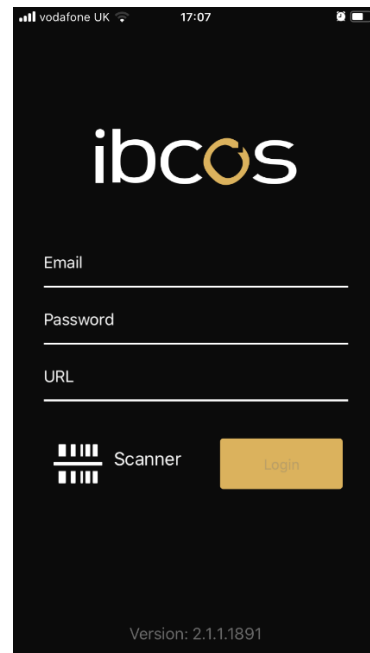 vodafone UK 17:07
ibcos
Email
Password
URL
Scanner
Login
Version: 2.1.1.1891